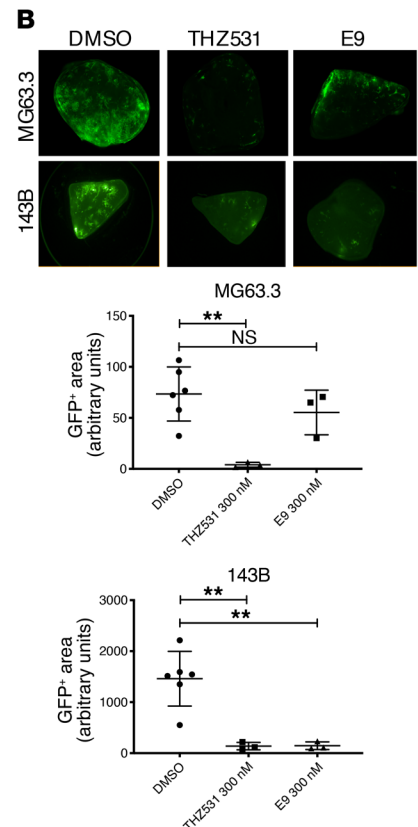 B
DMSO THZ531 E9
MG63.3
143B
MG63.3
150
100
50
0
GFP+ area
(arbitrary units)
**
NS
DMSO
THZ531 300 nM
E9 300 nM
143B
3000
2000
1000
0
GFP+ area
(arbitrary units)
**
**
DMSO
THZ531 300 nM
E9 300 nM